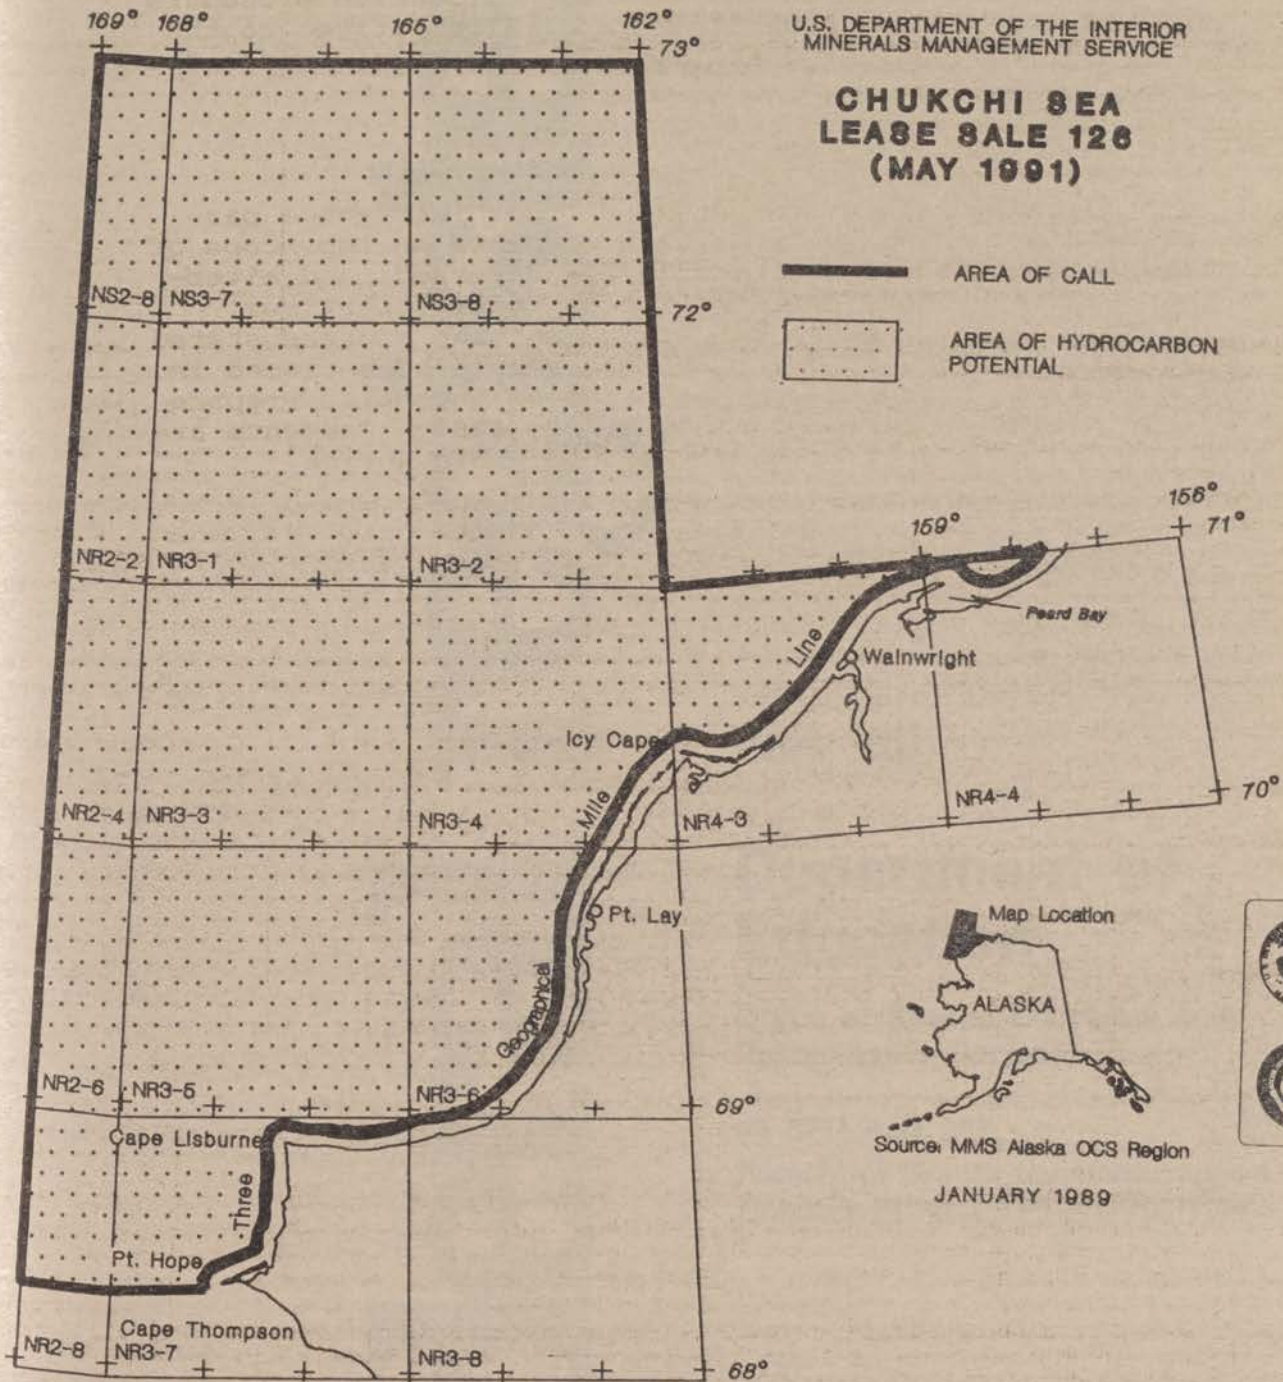 169° 168° 165° 162°
73°
U.S. DEPARTMENT OF THE INTERIOR
MINERALS MANAGEMENT SERVICE
CHUKCHI SEA
LEASE SALE 126
(MAY 1991)
AREA OF CALL
AREA OF HYDROCARBON
POTENTIAL
NS2-8 NS3-7 NS3-8
72°
156°
159°
71°
NR2-2 NR3-1 NR3-2
Peard Bay
Line
Wainwright
Icy Cape
Mile
70°
NR2-4 NR3-3 NR3-4 NR4-3 NR4-4
Pt. Lay
Map Location
Geographical
ALASKA
NR2-6 NR3-5 NR3-6
69°
Cape Lisburne
Source: MMS Alaska OCS Region
JANUARY 1989
Three
Pt. Hope
Cape Thompson
NR2-8 NR3-7 NR3-8
68°